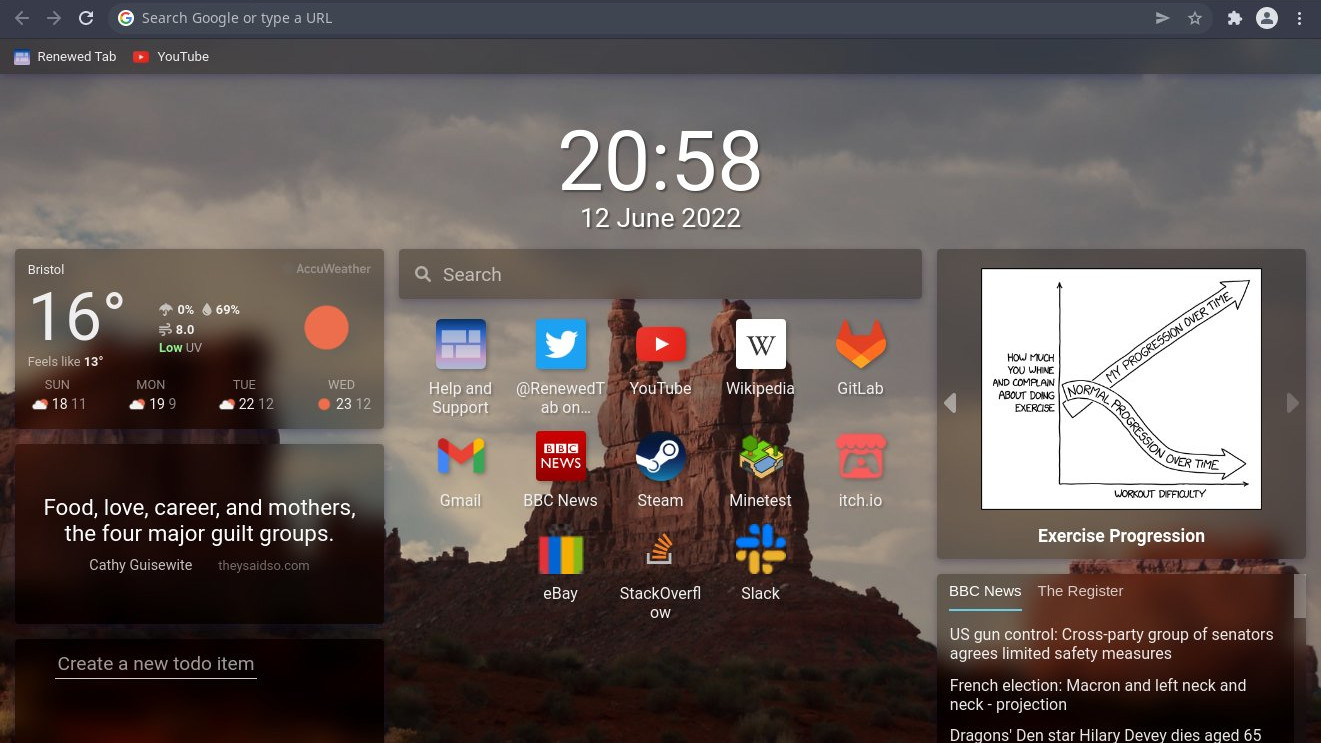 Search Google or type a URL
Renewed Tab
YouTube
20:58
12 June 2022
Bristol
AccuWeather
16°
0% 69%
8.0
Low UV
Feels like 13°
SUN MON TUE WED
18 11 19 9 22 12 23 12
Food, love, career, and mothers,
the four major guilt groups.
Cathy Guisewite theysaidso.com
Create a new todo item
Search
Help and
Support
@RenewedT
ab on...
YouTube
W
Wikipedia
GitLab
Gmail
BBC
NEWS
BBC News
Steam
Minetest
itch.io
eBay
StackOverfl
ow
Slack
HOW MUCH
YOU WHINE
AND COMPLAIN
ABOUT DOING
EXERCISE
MY PROGRESSION OVER TIME
NORMAL PROGRESSION OVER TIME
WORKOUT DIFFICULTY
Exercise Progression
BBC News The Register
US gun control: Cross-party group of senators
agrees limited safety measures
French election: Macron and left neck and
neck - projection
Dragons' Den star Hilary Devey dies aged 65